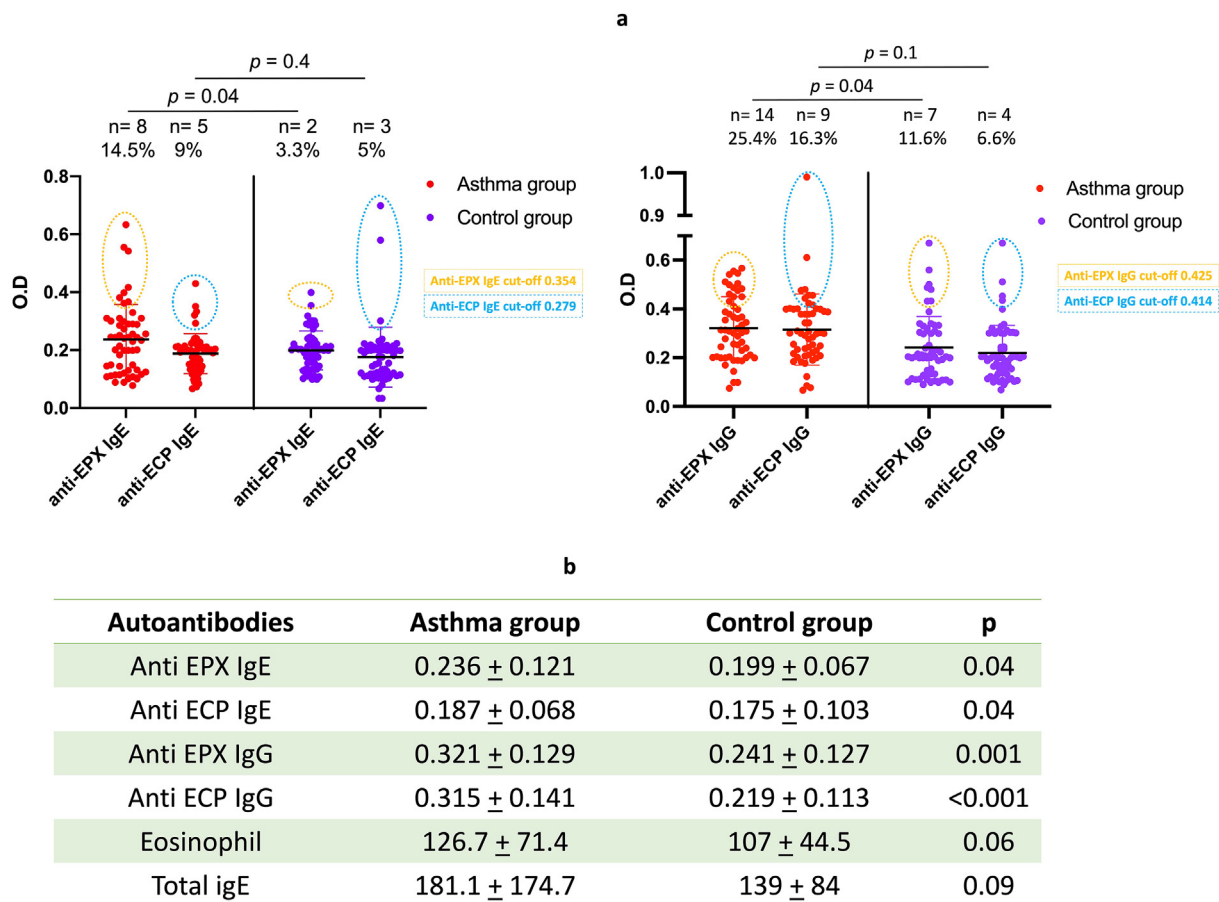 a
p = 0.4
p = 0.04
n= 8 n= 5 n= 2 n= 3
14.5% 9% 3.3% 5%
0.8
0.6
0.4
0.2
0.0
O.D
Asthma group
Control group
Anti-EPX IgE cut-off 0.354
Anti-ECP IgE cut-off 0.279
anti-EPX IgE
anti-ECP IgE
anti-EPX IgE
anti-ECP IgE
p = 0.1
p = 0.04
n= 14 n= 9 n= 7 n= 4
25.4% 16.3% 11.6% 6.6%
1.0
0.9
0.6
0.4
0.2
0.0
O.D
Asthma group
Control group
Anti-EPX IgG cut-off 0.425
Anti-ECP IgG cut-off 0.414
anti-EPX IgG
anti-ECP IgG
anti-EPX IgG
anti-ECP IgG
b
Autoantibodies Asthma group Control group p
Anti EPX IgE 0.236 ± 0.121 0.199 ± 0.067 0.04
Anti ECP IgE 0.187 ± 0.068 0.175 ± 0.103 0.04
Anti EPX IgG 0.321 ± 0.129 0.241 ± 0.127 0.001
Anti ECP IgG 0.315 ± 0.141 0.219 ± 0.113 <0.001
Eosinophil 126.7 ± 71.4 107 ± 44.5 0.06
Total igE 181.1 ± 174.7 139 ± 84 0.09